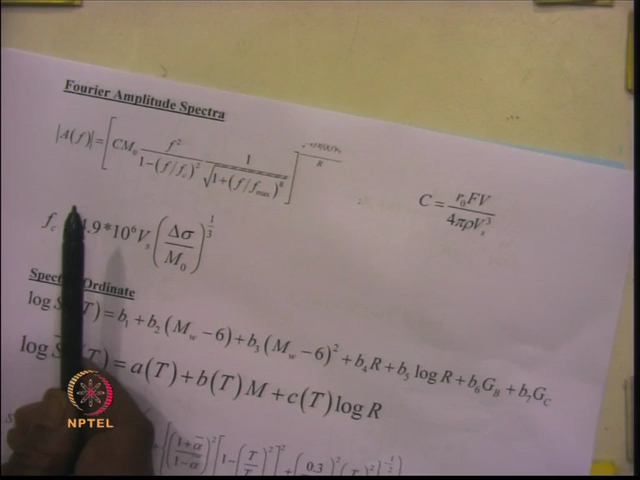 Fourier Amplitude Spectra
|A(f)| = [CM₀ f²/(1-(f/f_c)²) 1/√(1+(f/f_max)⁸)] /R
C = r₀FV/(4πρV_s³)
f_c 4.9*10⁶V_s(Δσ/M₀)^(1/3)
Ordinate
log S (T) = b₁ + b₂(M_w − 6) + b₃(M_w − 6)² + b₄R + b₅ log R + b₆G_B + b₇G_C
log S (T) = a(T) + b(T)M + c(T) log R
NPTEL